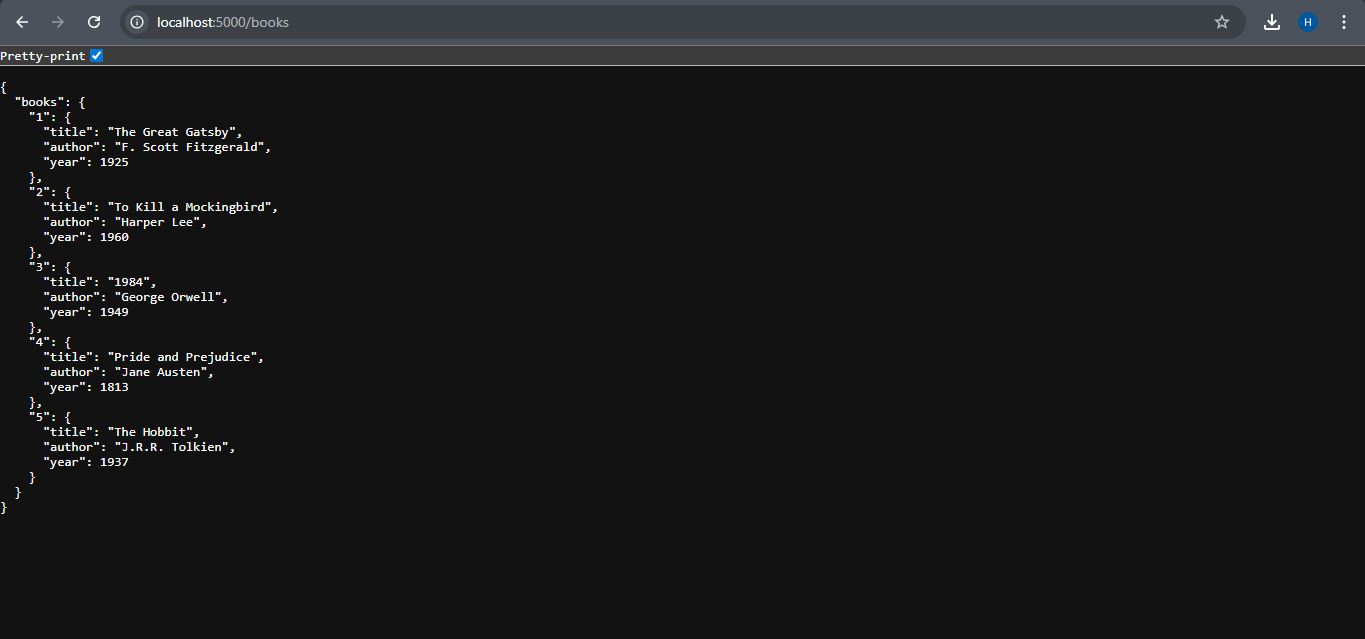 localhost:5000/books
H
Pretty-print
{
  "books": {
    "1": {
      "title": "The Great Gatsby",
      "author": "F. Scott Fitzgerald",
      "year": 1925
    },
    "2": {
      "title": "To Kill a Mockingbird",
      "author": "Harper Lee",
      "year": 1960
    },
    "3": {
      "title": "1984",
      "author": "George Orwell",
      "year": 1949
    },
    "4": {
      "title": "Pride and Prejudice",
      "author": "Jane Austen",
      "year": 1813
    },
    "5": {
      "title": "The Hobbit",
      "author": "J.R.R. Tolkien",
      "year": 1937
    }
  }
}